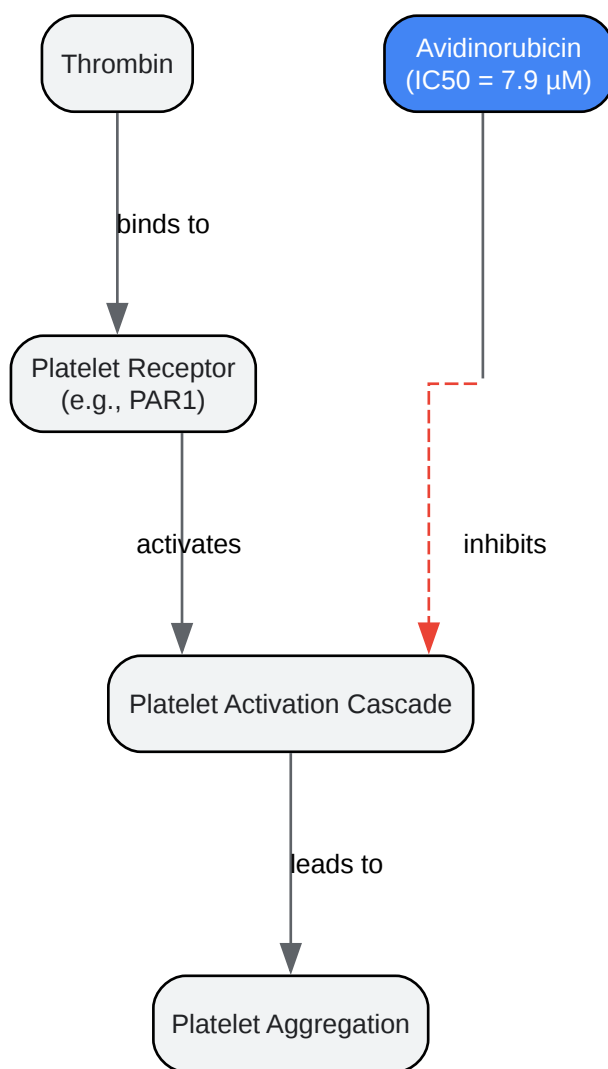 Thrombin
Avidinorubicin
(IC50 = 7.9 µM)
binds to
Platelet Receptor
(e.g., PAR1)
activates
inhibits
Platelet Activation Cascade
leads to
Platelet Aggregation